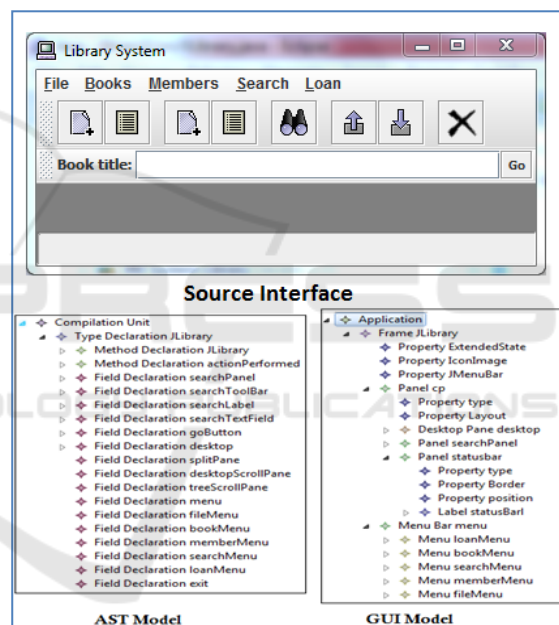 Library System
File Books Members Search Loan
Book title: Go
Source Interface
Compilation Unit
Type Declaration JLibrary
Method Declaration JLibrary
Method Declaration actionPerformed
Field Declaration searchPanel
Field Declaration searchToolBar
Field Declaration searchLabel
Field Declaration searchTextField
Field Declaration goButton
Field Declaration desktop
Field Declaration splitPane
Field Declaration desktopScrollPane
Field Declaration treeScrollPane
Field Declaration menu
Field Declaration fileMenu
Field Declaration bookMenu
Field Declaration memberMenu
Field Declaration searchMenu
Field Declaration loanMenu
Field Declaration exit
AST Model
Application
Frame JLibrary
Property ExtendedState
Property IconImage
Property JMenuBar
Panel cp
Property type
Property Layout
Desktop Pane desktop
Panel searchPanel
Panel statusbar
Property type
Property Border
Property position
Label statusBarl
Menu Bar menu
Menu loanMenu
Menu bookMenu
Menu searchMenu
Menu memberMenu
Menu fileMenu
GUI Model